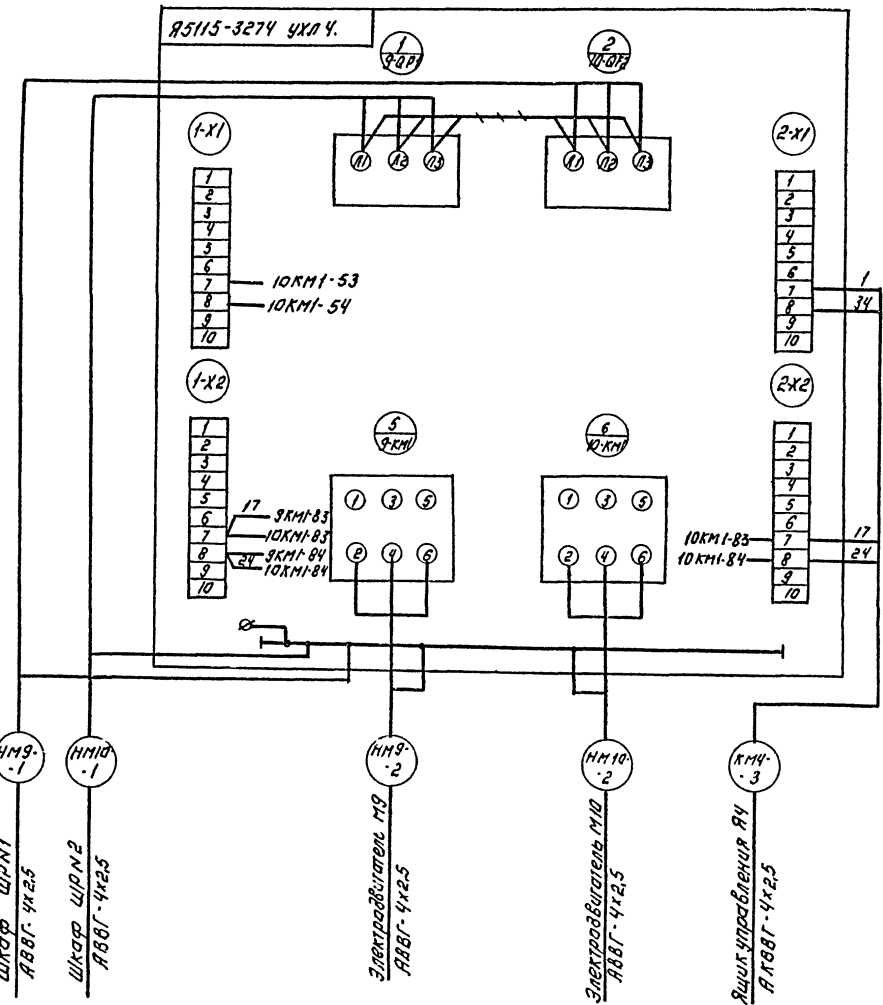 Я5115-3274 УХЛ 4.
1
9-QF1
2
10-QF2
1-X1
2-X1
Л1 Л2 Л3
Л1 Л2 Л3
1
2
3
4
5
6
7
8
9
10
10КМ1-53
10КМ1-54
1
2
3
4
5
6
7
8
9
10
1
34
1-X2
2-X2
5
9-КМ1
6
10-КМ1
1
2
3
4
5
6
7
8
9
10
17
9КМ1-83
10КМ1-83
9КМ1-84
24
10КМ1-84
1 3 5
2 4 6
1 3 5
2 4 6
10КМ1-83
10КМ1-84
1
2
3
4
5
6
7
8
9
10
17
24
НМ9-
-1
НМ10-
-1
НМ9-
-2
НМ10-
-2
КМ4-
-3
Шкаф ШР№1
АВВГ-4х2,5
Шкаф ШР№2
АВВГ-4х2,5
Электродвигатель М9
АВВГ-4х2,5
Электродвигатель М10
АВВГ-4х2,5
Ящик управления Я4
АКВВГ-4х2,5